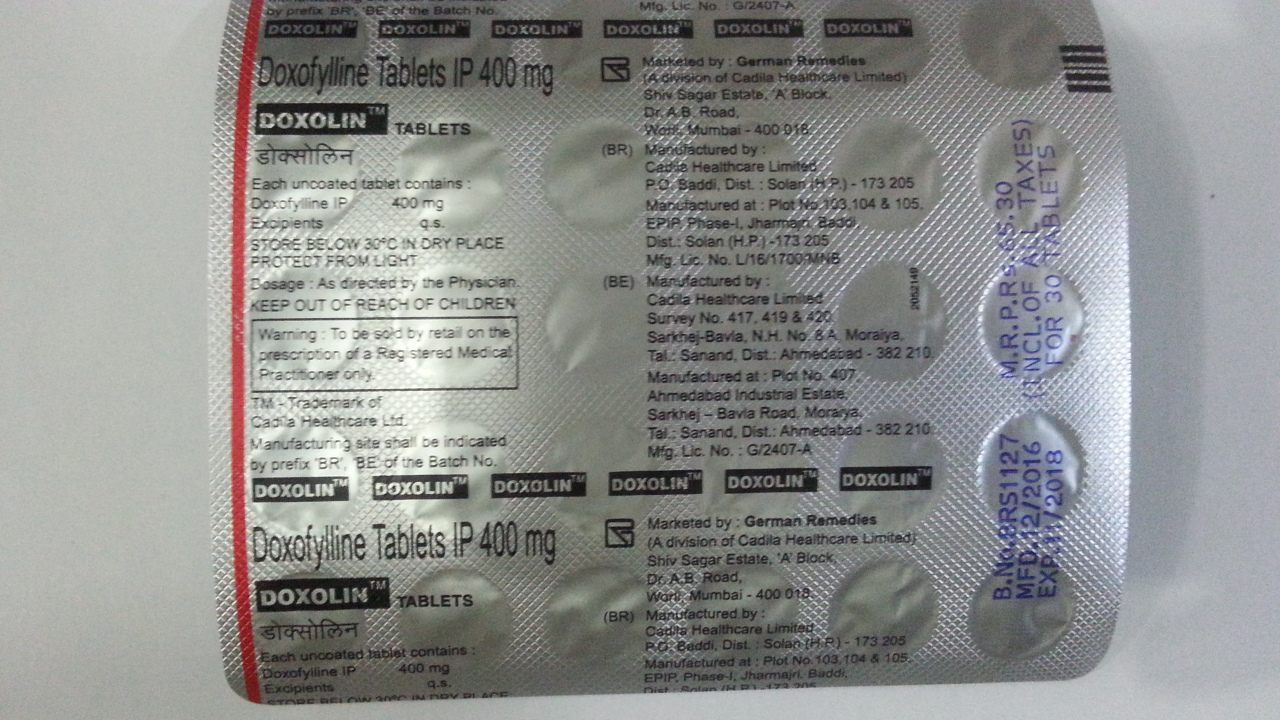 by prefix 'BR', 'BE' of the Batch No.
Mfg. Lic. No. : G/2407-A
DOXOLIN™ DOXOLIN™ DOXOLIN™ DOXOLIN™ DOXOLIN™ DOXOLIN™
Doxofylline Tablets IP 400 mg
DOXOLIN™ TABLETS
डोक्सोलिन
Each uncoated tablet contains :
Doxofylline IP 400 mg
Excipients q.s.
STORE BELOW 30°C IN DRY PLACE
PROTECT FROM LIGHT
Dosage : As directed by the Physician.
KEEP OUT OF REACH OF CHILDREN
Warning : To be sold by retail on the
prescription of a Registered Medical
Practitioner only.
TM - Trademark of
Cadila Healthcare Ltd.
Manufacturing site shall be indicated
by prefix 'BR', 'BE' of the Batch No.
Marketed by : German Remedies
(A division of Cadila Healthcare Limited)
Shiv Sagar Estate, 'A' Block,
Dr. A.B. Road,
Worli, Mumbai - 400 018.
(BR) Manufactured by :
Cadila Healthcare Limited
P.O. Baddi, Dist. : Solan (H.P.) - 173 205
Manufactured at : Plot No.103,104 & 105,
EPIP, Phase-I, Jharmajri, Baddi,
Dist.: Solan (H.P.) -173 205
Mfg. Lic. No. L/16/1700/MNB
(BE) Manufactured by :
Cadila Healthcare Limited
Survey No. 417, 419 & 420,
Sarkhej-Bavla, N.H. No. 8A, Moraiya,
Tal.: Sanand, Dist.: Ahmedabad - 382 210.
Manufactured at : Plot No. 407,
Ahmedabad Industrial Estate,
Sarkhej – Bavla Road, Moraiya,
Tal.: Sanand, Dist.: Ahmedabad - 382 210
Mfg. Lic. No. : G/2407-A
2052149
M.R.P.Rs.65.30
(INCL.OF ALL TAXES)
FOR 30 TABLETS
B.No.BRS1127
MFD.12/2016
EXP.11/2018
DOXOLIN™ DOXOLIN™ DOXOLIN™ DOXOLIN™ DOXOLIN™ DOXOLIN™
Doxofylline Tablets IP 400 mg
DOXOLIN™ TABLETS
डोक्सोलिन
Each uncoated tablet contains :
Doxofylline IP 400 mg
Excipients q.s.
STORE BELOW 30°C IN DRY PLACE
Marketed by : German Remedies
(A division of Cadila Healthcare Limited)
Shiv Sagar Estate, 'A' Block,
Dr. A.B. Road,
Worli, Mumbai - 400 018.
(BR) Manufactured by :
Cadila Healthcare Limited
P.O. Baddi, Dist. : Solan (H.P.) - 173 205
Manufactured at : Plot No.103,104 & 105,
EPIP, Phase-I, Jharmajri, Baddi,
Dist.: Solan (H.P.) -173 205